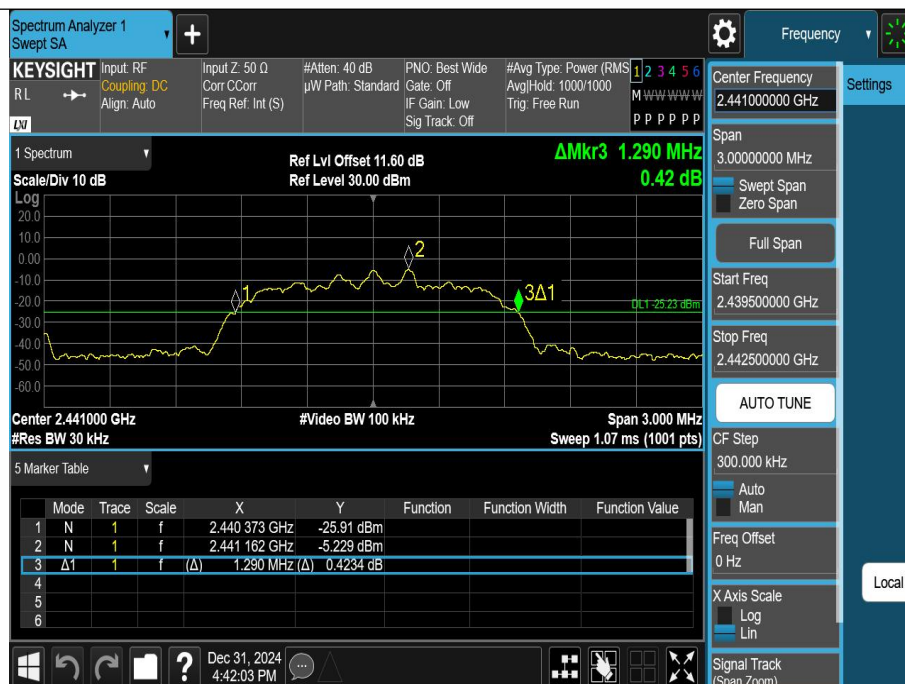 Spectrum Analyzer 1
Swept SA
+
Frequency
KEYSIGHT
RL
LXI
Input: RF
Coupling: DC
Align: Auto
Input Z: 50 Ω
Corr CCorr
Freq Ref: Int (S)
#Atten: 40 dB
µW Path: Standard
PNO: Best Wide
Gate: Off
IF Gain: Low
Sig Track: Off
#Avg Type: Power (RMS
Avg|Hold: 1000/1000
Trig: Free Run
1 2 3 4 5 6
M W W W W W
P P P P P P
1 Spectrum
Scale/Div 10 dB
Ref Lvl Offset 11.60 dB
Ref Level 30.00 dBm
ΔMkr3 1.290 MHz
0.42 dB
Log
20.0
10.0
0.00
-10.0
-20.0
-30.0
-40.0
-50.0
-60.0
1
2
3Δ1
DL1 -25.23 dBm
Center 2.441000 GHz
#Res BW 30 kHz
#Video BW 100 kHz
Span 3.000 MHz
Sweep 1.07 ms (1001 pts)
5 Marker Table
Mode Trace Scale X Y Function Function Width Function Value
1 N 1 f 2.440 373 GHz -25.91 dBm
2 N 1 f 2.441 162 GHz -5.229 dBm
3 Δ1 1 f (Δ) 1.290 MHz (Δ) 0.4234 dB
4
5
6
?
Dec 31, 2024
4:42:03 PM
Center Frequency
2.441000000 GHz
Settings
Span
3.00000000 MHz
Swept Span
Zero Span
Full Span
Start Freq
2.439500000 GHz
Stop Freq
2.442500000 GHz
AUTO TUNE
CF Step
300.000 kHz
Auto
Man
Freq Offset
0 Hz
Local
X Axis Scale
Log
Lin
Signal Track
(Span Zoom)